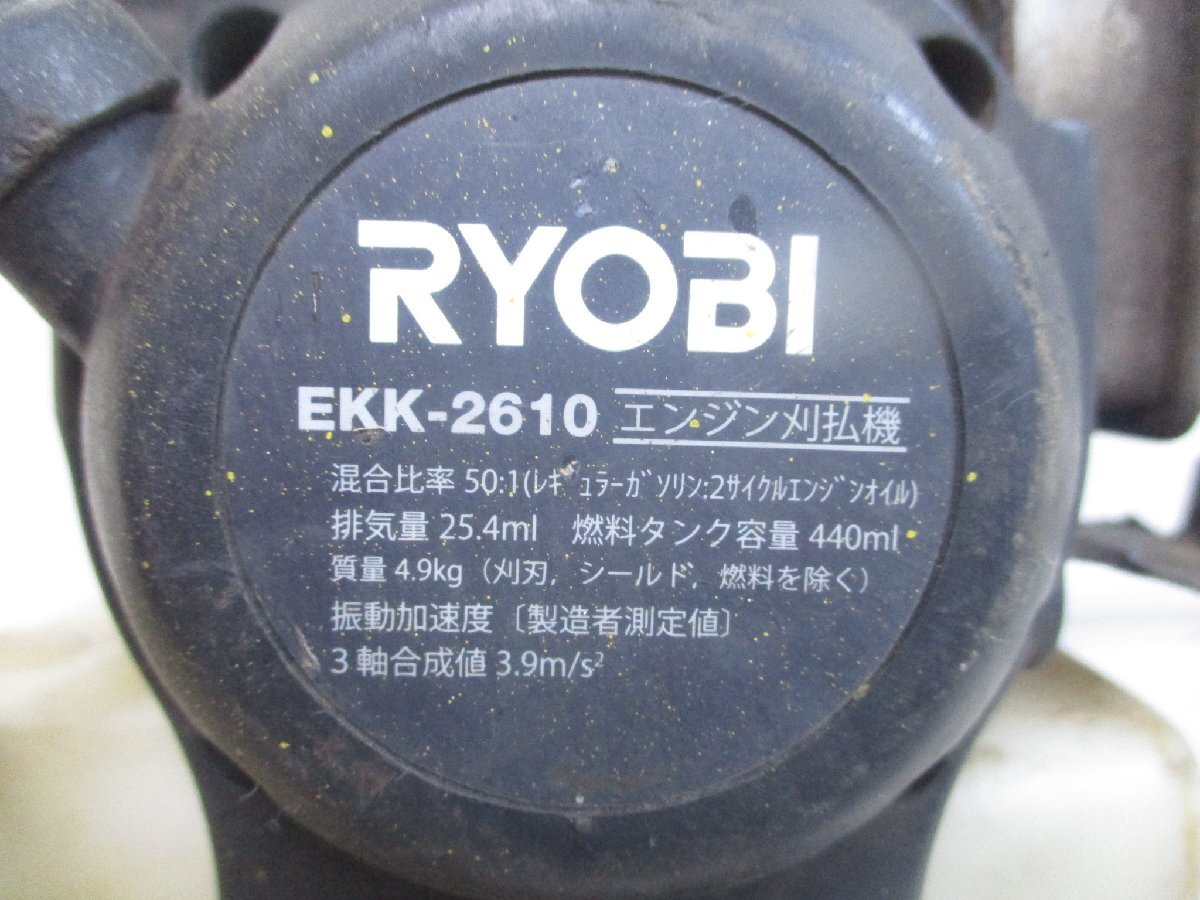 RYOBI
EKK-2610 エンジン刈払機
混合比率 50:1(ﾚｷﾞｭﾗｰｶﾞｿﾘﾝ:2ｻｲｸﾙｴﾝｼﾞﾝｵｲﾙ)
排気量 25.4ml　燃料タンク容量 440ml
質量 4.9kg（刈刃，シールド，燃料を除く）
振動加速度〔製造者測定値〕
3軸合成値 3.9m/s²